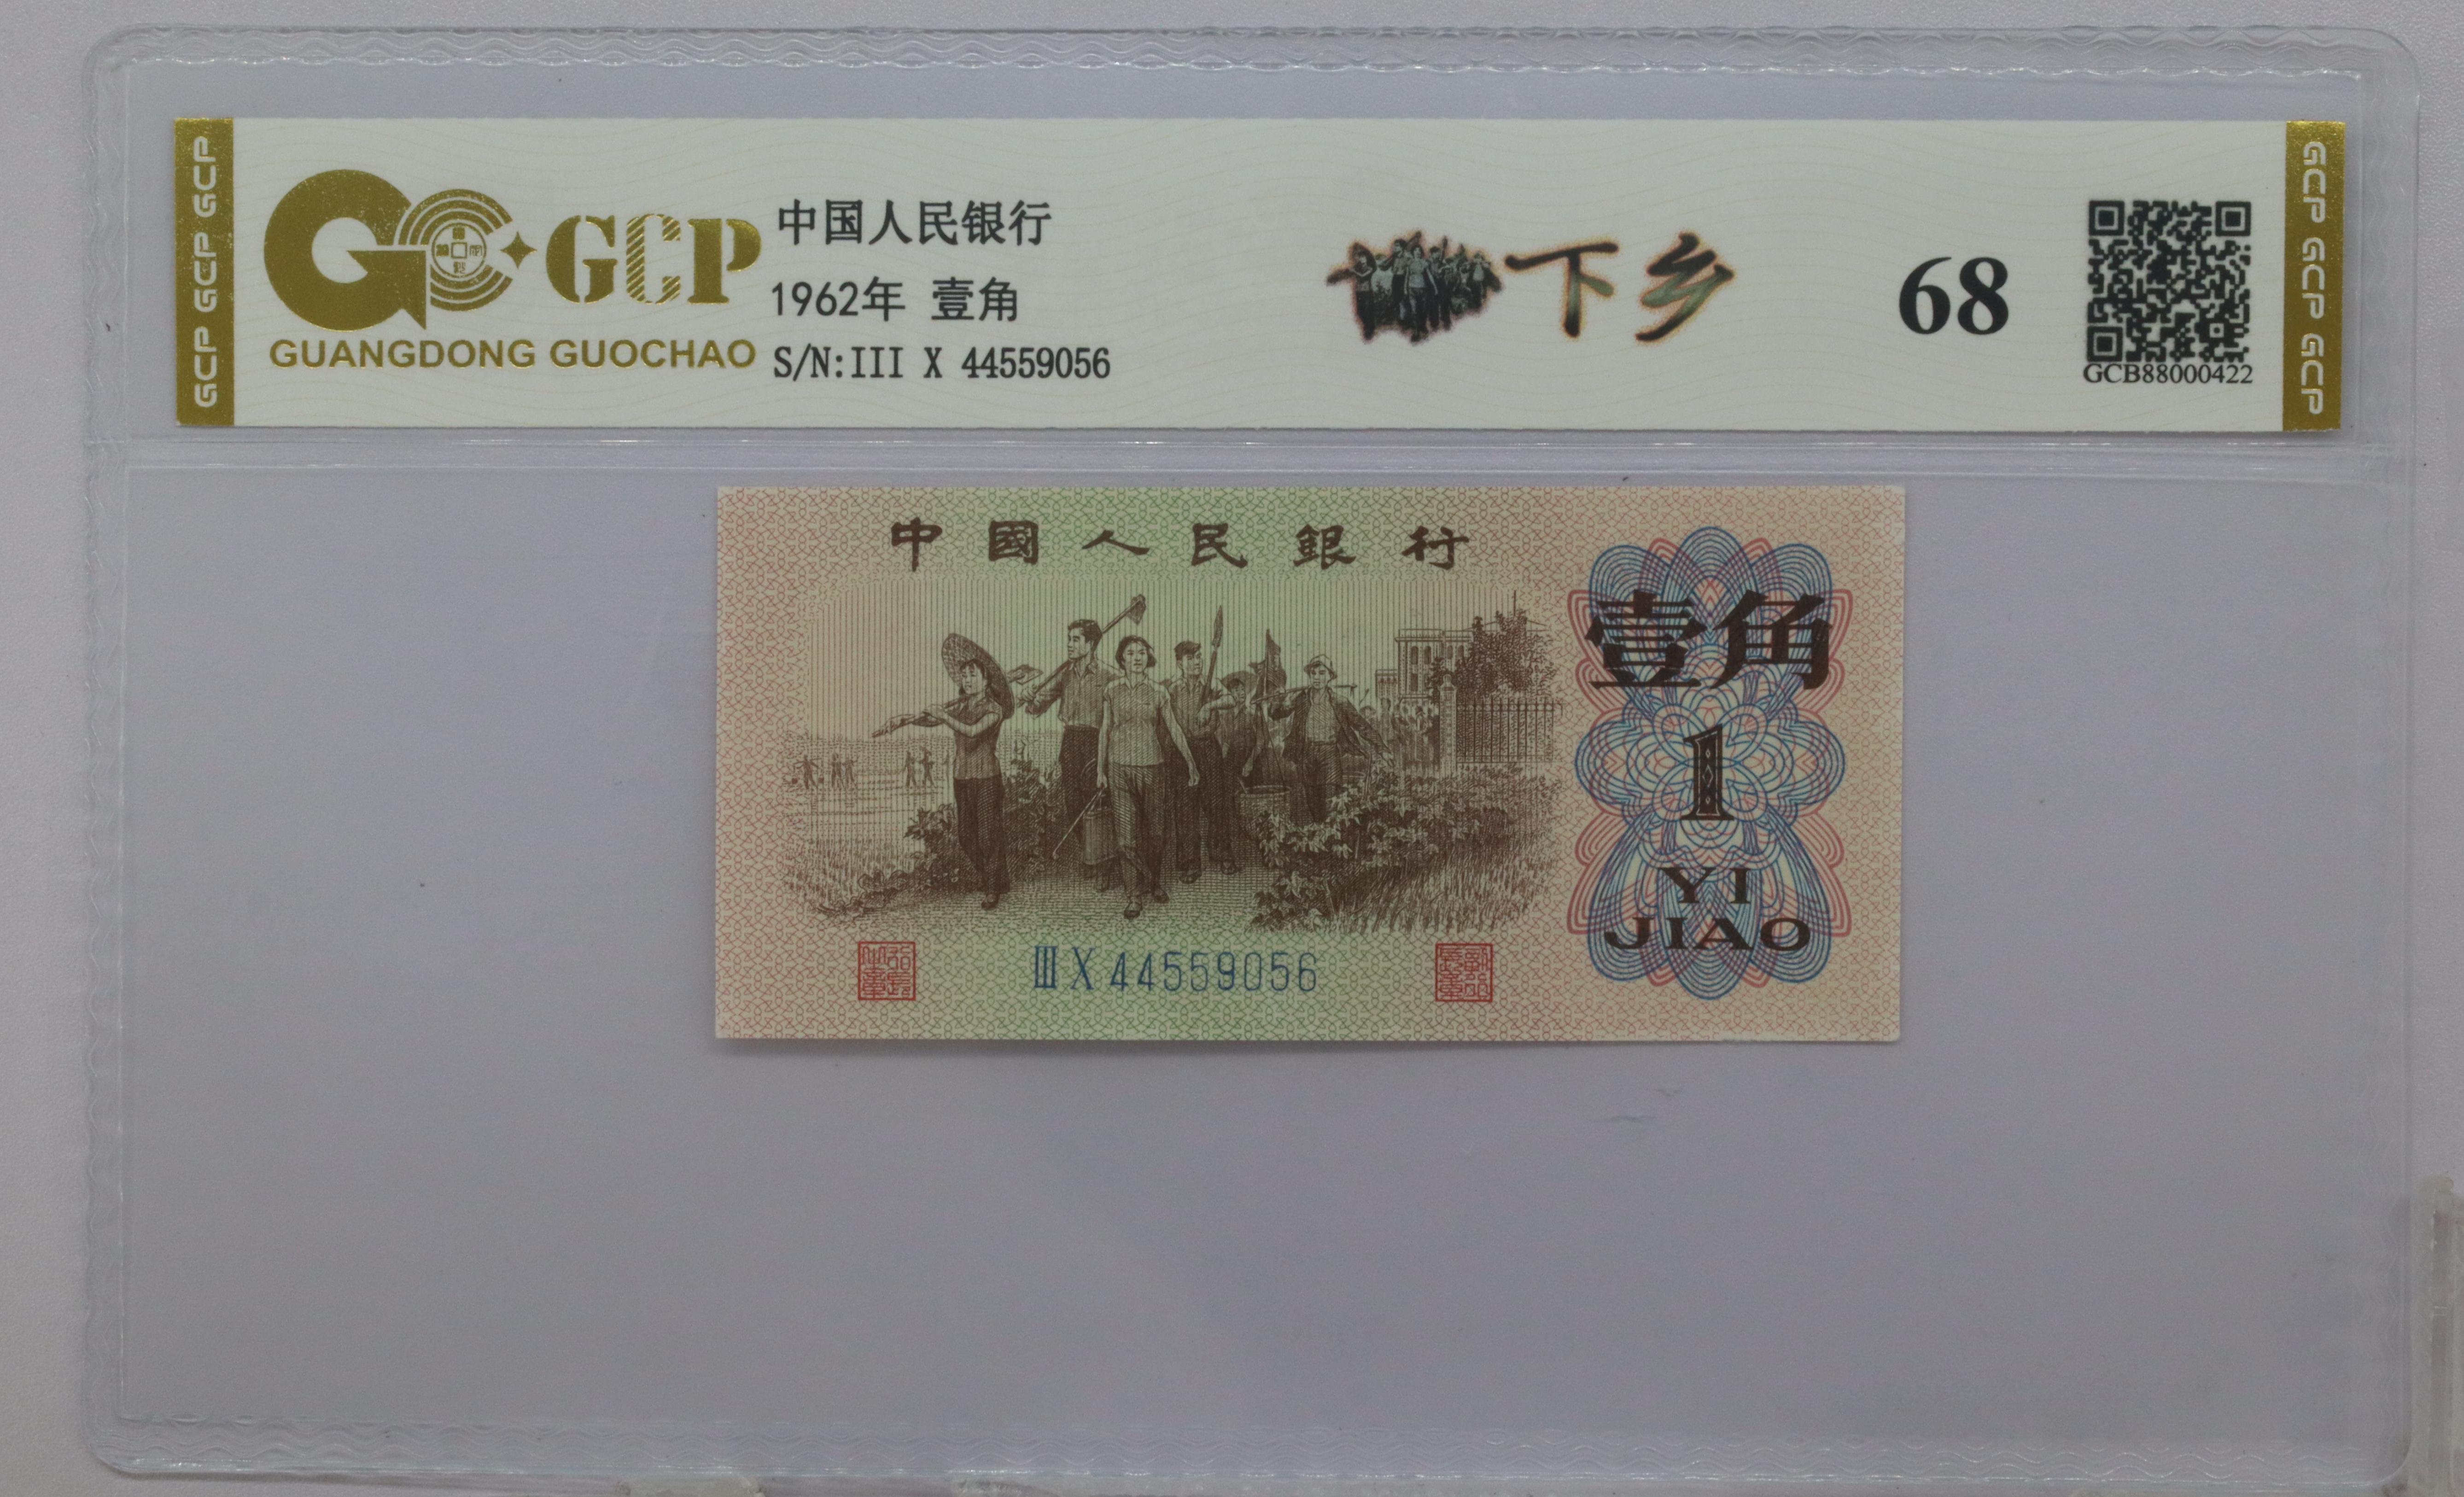 GCP GCP GCP
GCP
GUANGDONG GUOCHAO
中国人民银行
1962年 壹角
S/N:III X 44559056
下乡
68
GCB88000422
GCP GCP GCP
中國人民銀行
壹角
1
YI
JIAO
III X 44559056